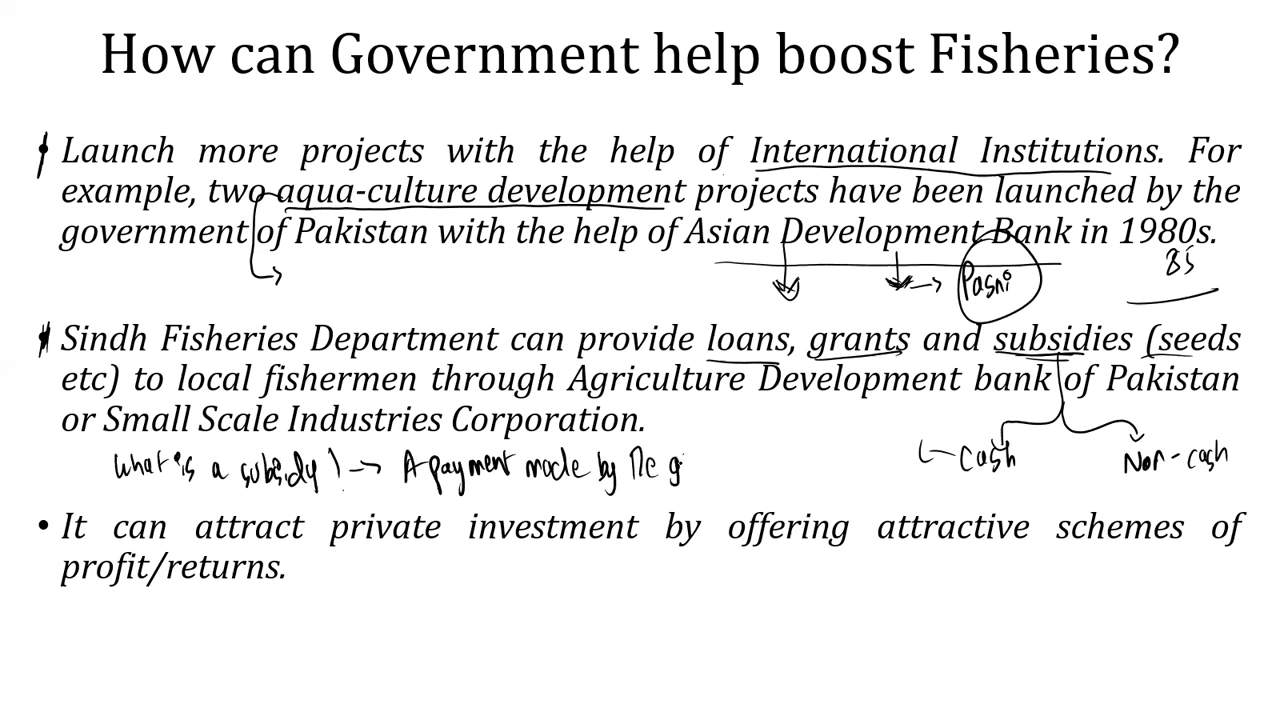 How can Government help boost Fisheries?
• Launch more projects with the help of International Institutions. For
example, two aqua-culture development projects have been launched by the
government of Pakistan with the help of Asian Development Bank in 1980s.
Pasni
85
• Sindh Fisheries Department can provide loans, grants and subsidies (seeds
etc) to local fishermen through Agriculture Development bank of Pakistan
or Small Scale Industries Corporation.
What is a subsidy? → A payment made by the g
Cash
Non-cash
• It can attract private investment by offering attractive schemes of
profit/returns.